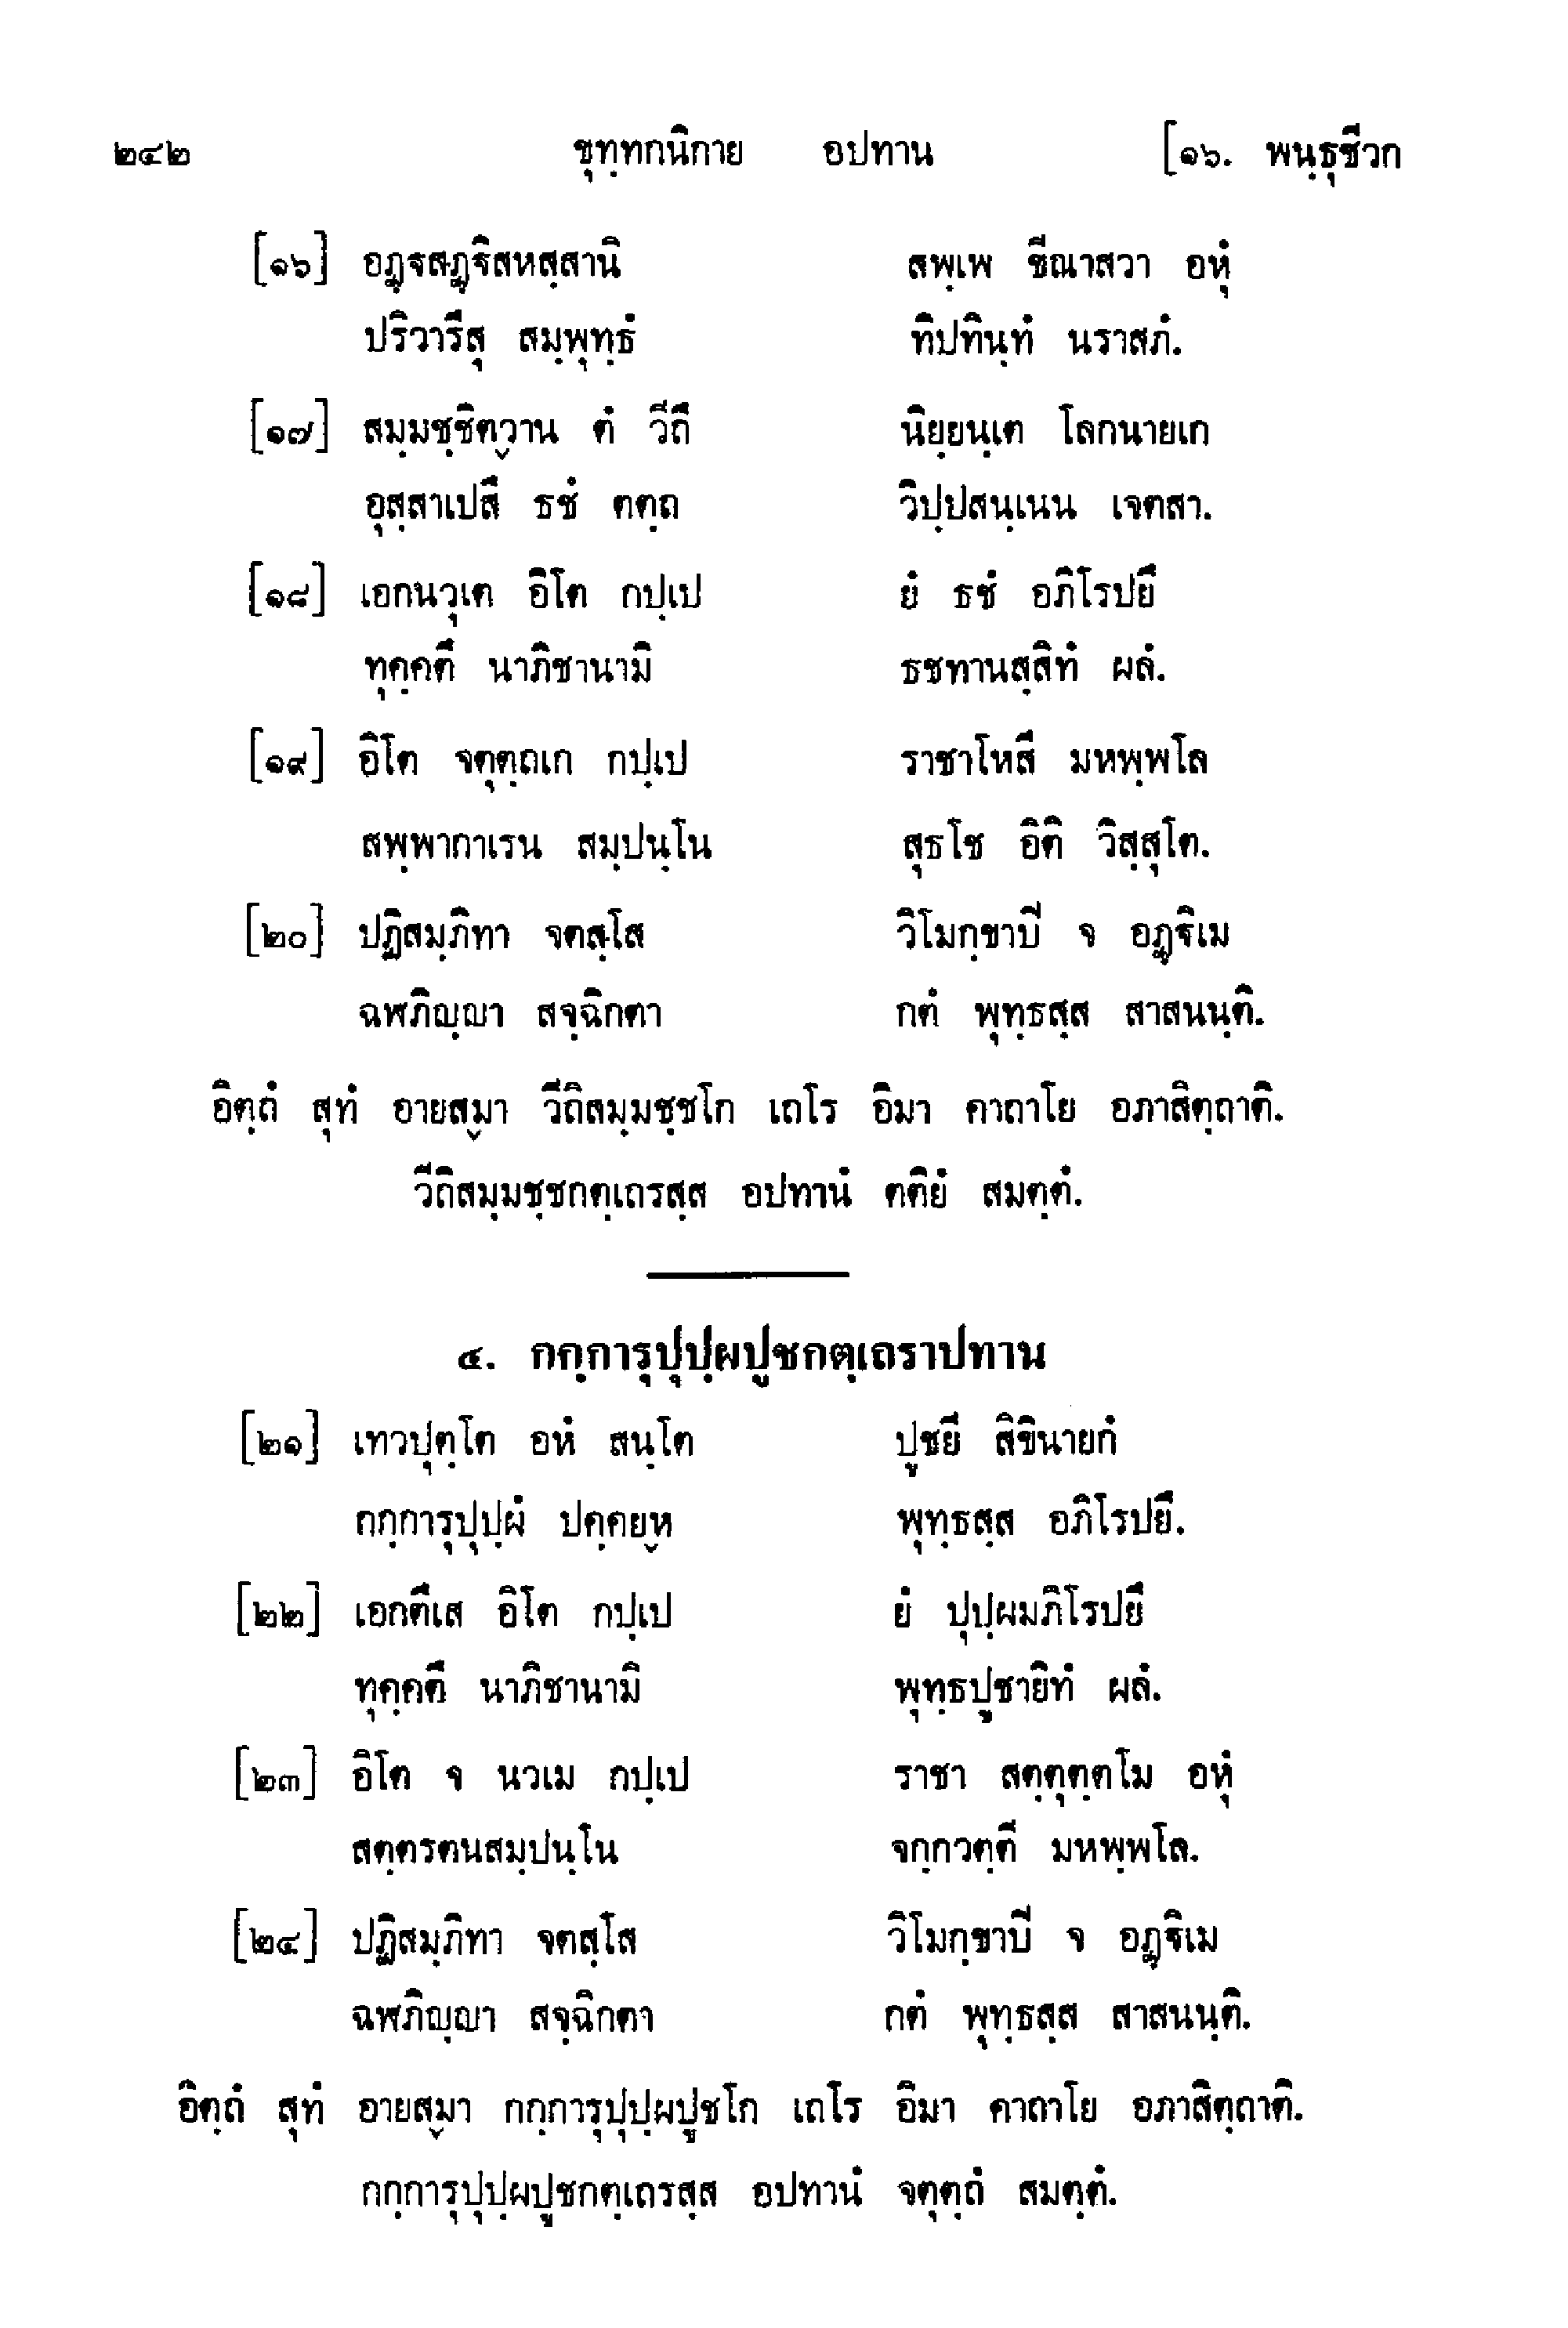 ๒๔๒ ขุทฺทกนิกาย อปทาน [๑๖. พนฺธุชีวก
[๑๖] อฏฺฐสฏฺฐิสหสฺสานิ สพฺเพ ขีณาสวา อหุํ
ปริวารึสุ สมฺพุทฺธํ ทิปทินฺทํ นราสภํ.
[๑๗] สมฺมชฺชิตฺวาน ตํ วีถึ นิยฺยนฺเต โลกนายเก
อุสฺสาเปสึ ธชํ ตตฺถ วิปฺปสนฺเนน เจตสา.
[๑๘] เอกนวุเต อิโต กปฺเป ยํ ธชํ อภิโรปยึ
ทุคฺคตึ นาภิชานามิ ธชทานสฺสิทํ ผลํ.
[๑๙] อิโต จตุตฺถเก กปฺเป ราชาโหสึ มหพฺพโล
สพฺพากาเรน สมฺปนฺโน สุธโช อิติ วิสฺสุโต.
[๒๐] ปฏิสมฺภิทา จตสฺโส วิโมกฺขาปิ จ อฏฺฐิเม
ฉฬภิญฺญา สจฺฉิกตา กตํ พุทฺธสฺส สาสนนฺติ.
อิตฺถํ สุทํ อายสฺมา วีถิสมฺมชฺชโก เถโร อิมา คาถาโย อภาสิตฺถาติ.
วีถิสมฺมชฺชกตฺเถรสฺส อปทานํ ตติยํ สมตฺตํ.
๔. กกฺการุปุปฺผปูชกตฺเถราปทาน
[๒๑] เทวปุตฺโต อหํ สนฺโต ปูชยึ สิขินายกํ
กกฺการุปุปฺผํ ปคฺคยฺห พุทฺธสฺส อภิโรปยึ.
[๒๒] เอกตึเส อิโต กปฺเป ยํ ปุปฺผมภิโรปยึ
ทุคฺคตึ นาภิชานามิ พุทฺธปูชายิทํ ผลํ.
[๒๓] อิโต จ นวเม กปฺเป ราชา สตฺตุตฺตโม อหุํ
สตฺตรตนสมฺปนฺโน จกฺกวตฺตี มหพฺพโล.
[๒๔] ปฏิสมฺภิทา จตสฺโส วิโมกฺขาปิ จ อฏฺฐิเม
ฉฬภิญฺญา สจฺฉิกตา กตํ พุทฺธสฺส สาสนนฺติ.
อิตฺถํ สุทํ อายสฺมา กกฺการุปุปฺผปูชโก เถโร อิมา คาถาโย อภาสิตฺถาติ.
กกฺการุปุปฺผปูชกตฺเถรสฺส อปทานํ จตุตฺถํ สมตฺตํ.